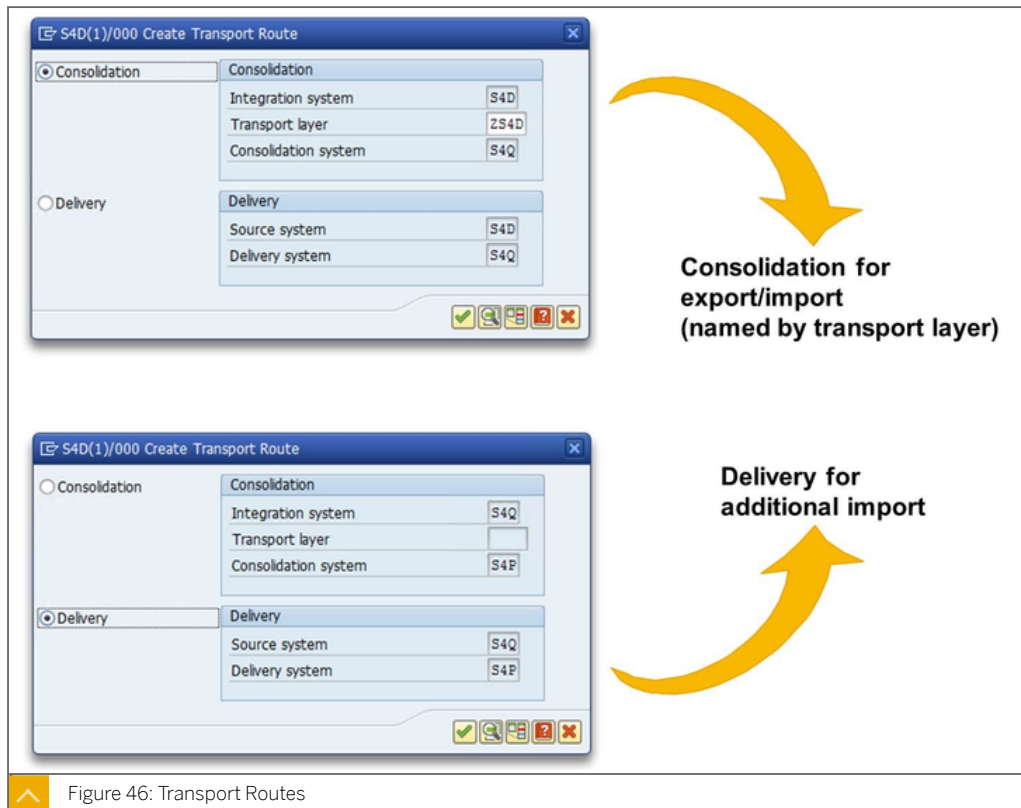 S4D(1)/000 Create Transport Route
Consolidation
Consolidation
Integration system S4D
Transport layer ZS4D
Consolidation system S4Q
Delivery
Delivery
Source system S4D
Delivery system S4Q
Consolidation for
export/import
(named by transport layer)
S4D(1)/000 Create Transport Route
Consolidation
Consolidation
Integration system S4Q
Transport layer
Consolidation system S4P
Delivery
Delivery
Source system S4Q
Delivery system S4P
Delivery for
additional import
Figure 46: Transport Routes